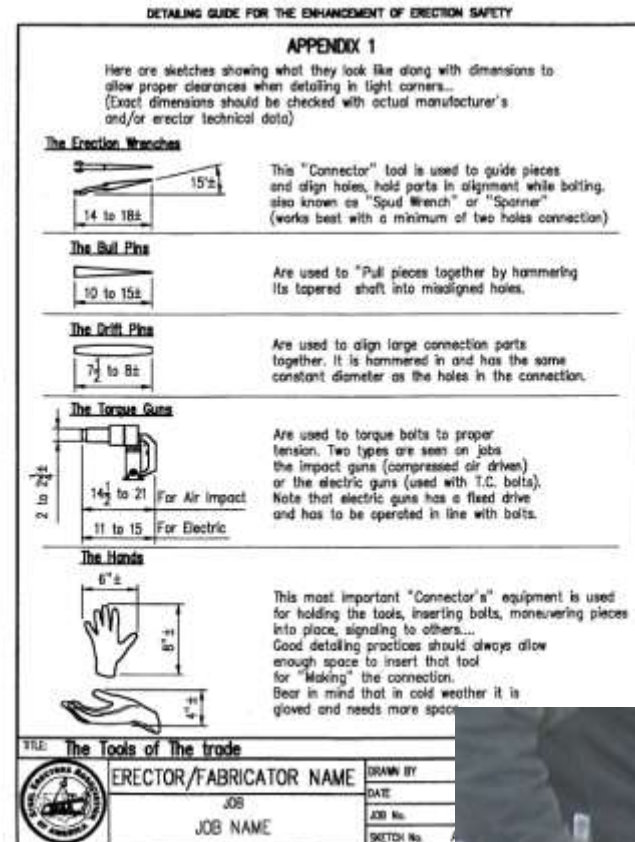 DETAILING GUIDE FOR THE ENHANCEMENT OF ERECTION SAFETY
APPENDIX 1
Here are sketches showing what they look like along with dimensions to
allow proper clearances when detailing in tight corners...
(Exact dimensions should be checked with actual manufacturer's
and/or erector technical data)
The Erection Wrenches
15°±
14 to 18±
This "Connector" tool is used to guide pieces
and align holes, hold parts in alignment while bolting.
also known as "Spud Wrench" or "Spanner"
(works best with a minimum of two holes connection)
The Bull Pins
10 to 15±
Are used to "Pull pieces together by hammering
Its tapered shaft into misaligned holes.
The Drift Pins
7 1/2 to 8±
Are used to align large connection parts
together. It is hammered in and has the same
constant diameter as the holes in the connection.
The Torque Guns
14 1/2 to 21 For Air Impact
11 to 15 For Electric
Are used to torque bolts to proper
tension. Two types are seen on jobs
the impact guns (compressed air driven)
or the electric guns (used with T.C. bolts).
Note that electric guns has a fixed drive
and has to be operated in line with bolts.
The Hands
6"±
8"±
4"±
This most important "Connector's" equipment is used
for holding the tools, inserting bolts, maneuvering pieces
into place, signaling to others....
Good detailing practices should always allow
enough space to insert that tool
for "Making" the connection.
Bear in mind that in cold weather it is
gloved and needs more space
TITLE: The Tools of The trade
STEEL ERECTORS ASSOCIATION OF AMERICA
ERECTOR/FABRICATOR NAME
JOB
JOB NAME
DRAWN BY
DATE
JOB No.
SKETCH No.